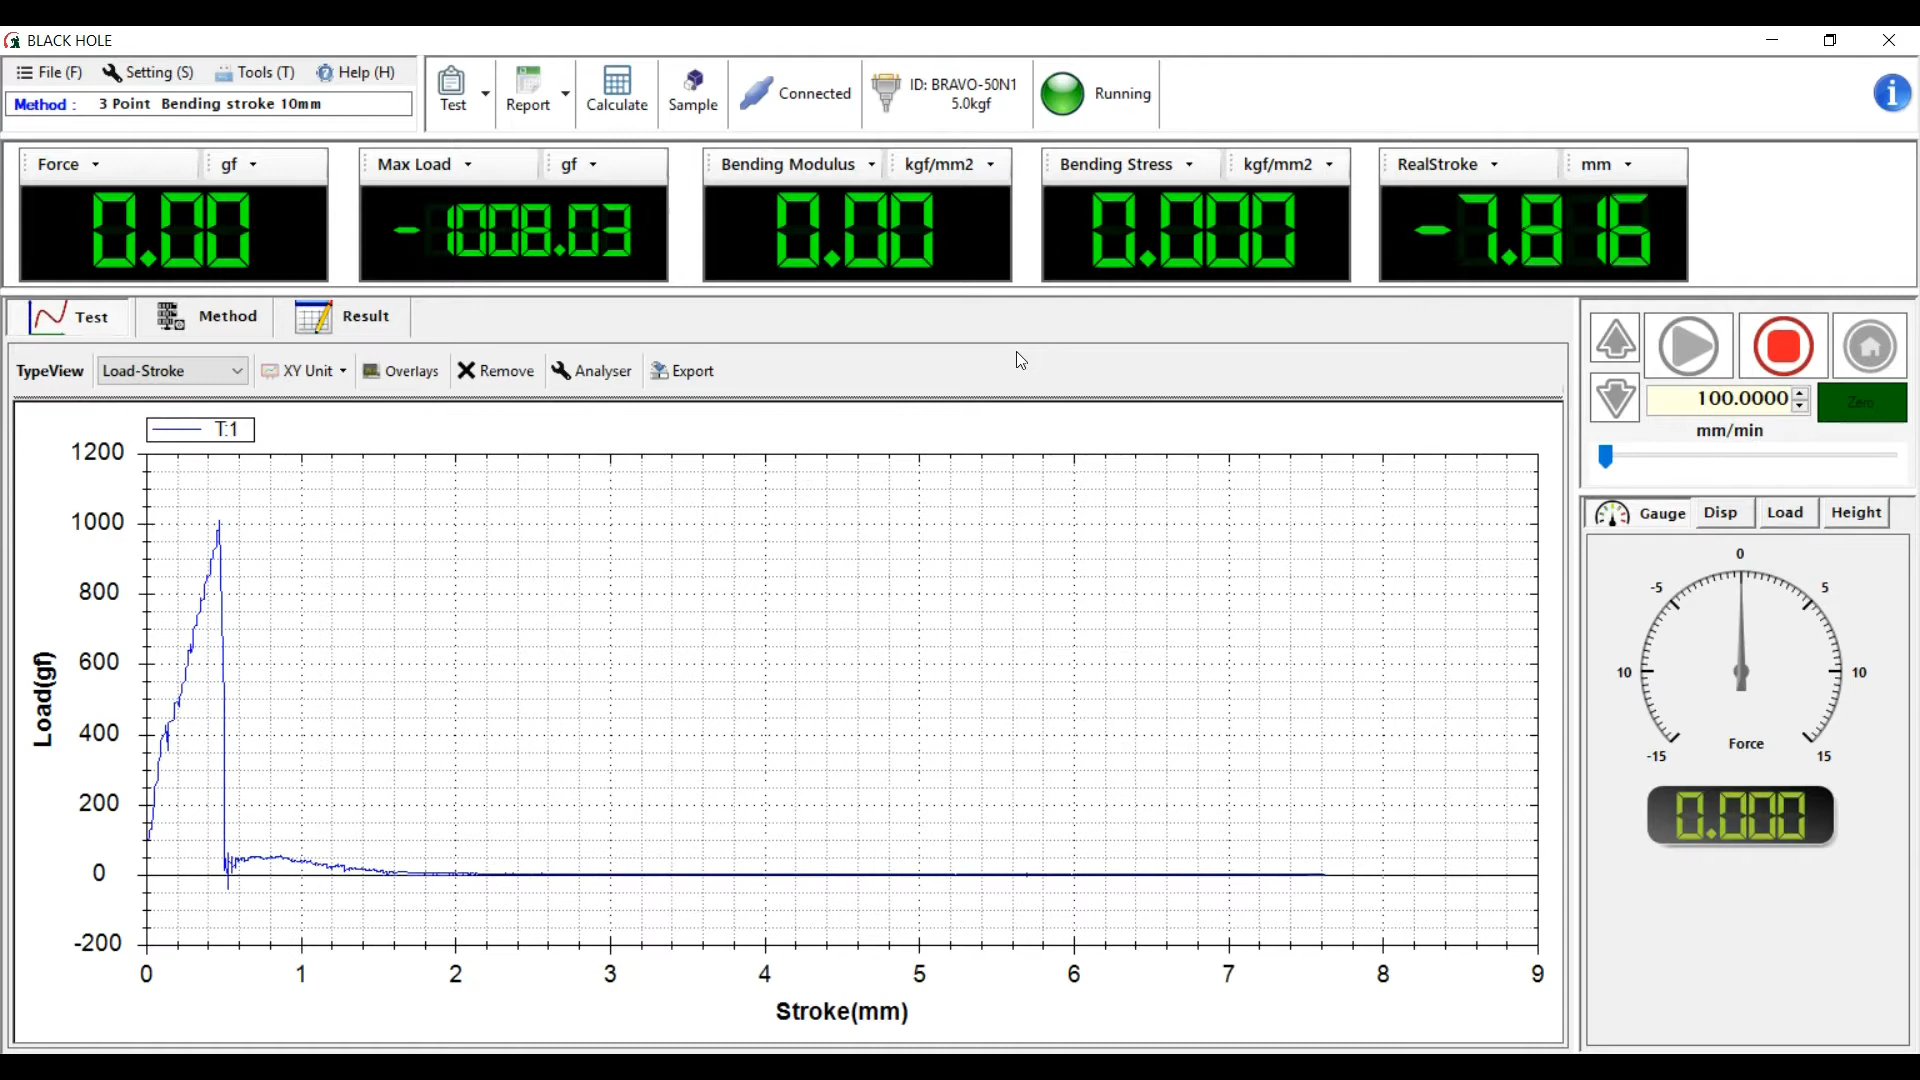 BLACK HOLE
File (F) Setting (S) Tools (T) Help (H)
Method : 3 Point Bending stroke 10mm
Test Report Calculate Sample Connected ID: BRAVO-50N1 5.0kgf Running
Force gf Max Load gf Bending Modulus kgf/mm2 Bending Stress kgf/mm2 RealStroke mm
0.00 -1008.03 0.00 0.000 -7.816
Test Method Result
TypeView Load-Stroke XY Unit Overlays Remove Analyser Export
100.0000 Zero
mm/min
T:1
1200
1000
800
600
400
200
0
-200
Load(gf)
0 1 2 3 4 5 6 7 8 9
Stroke(mm)
Gauge Disp Load Height
0
-5 5
10 10
-15 15
Force
0.000